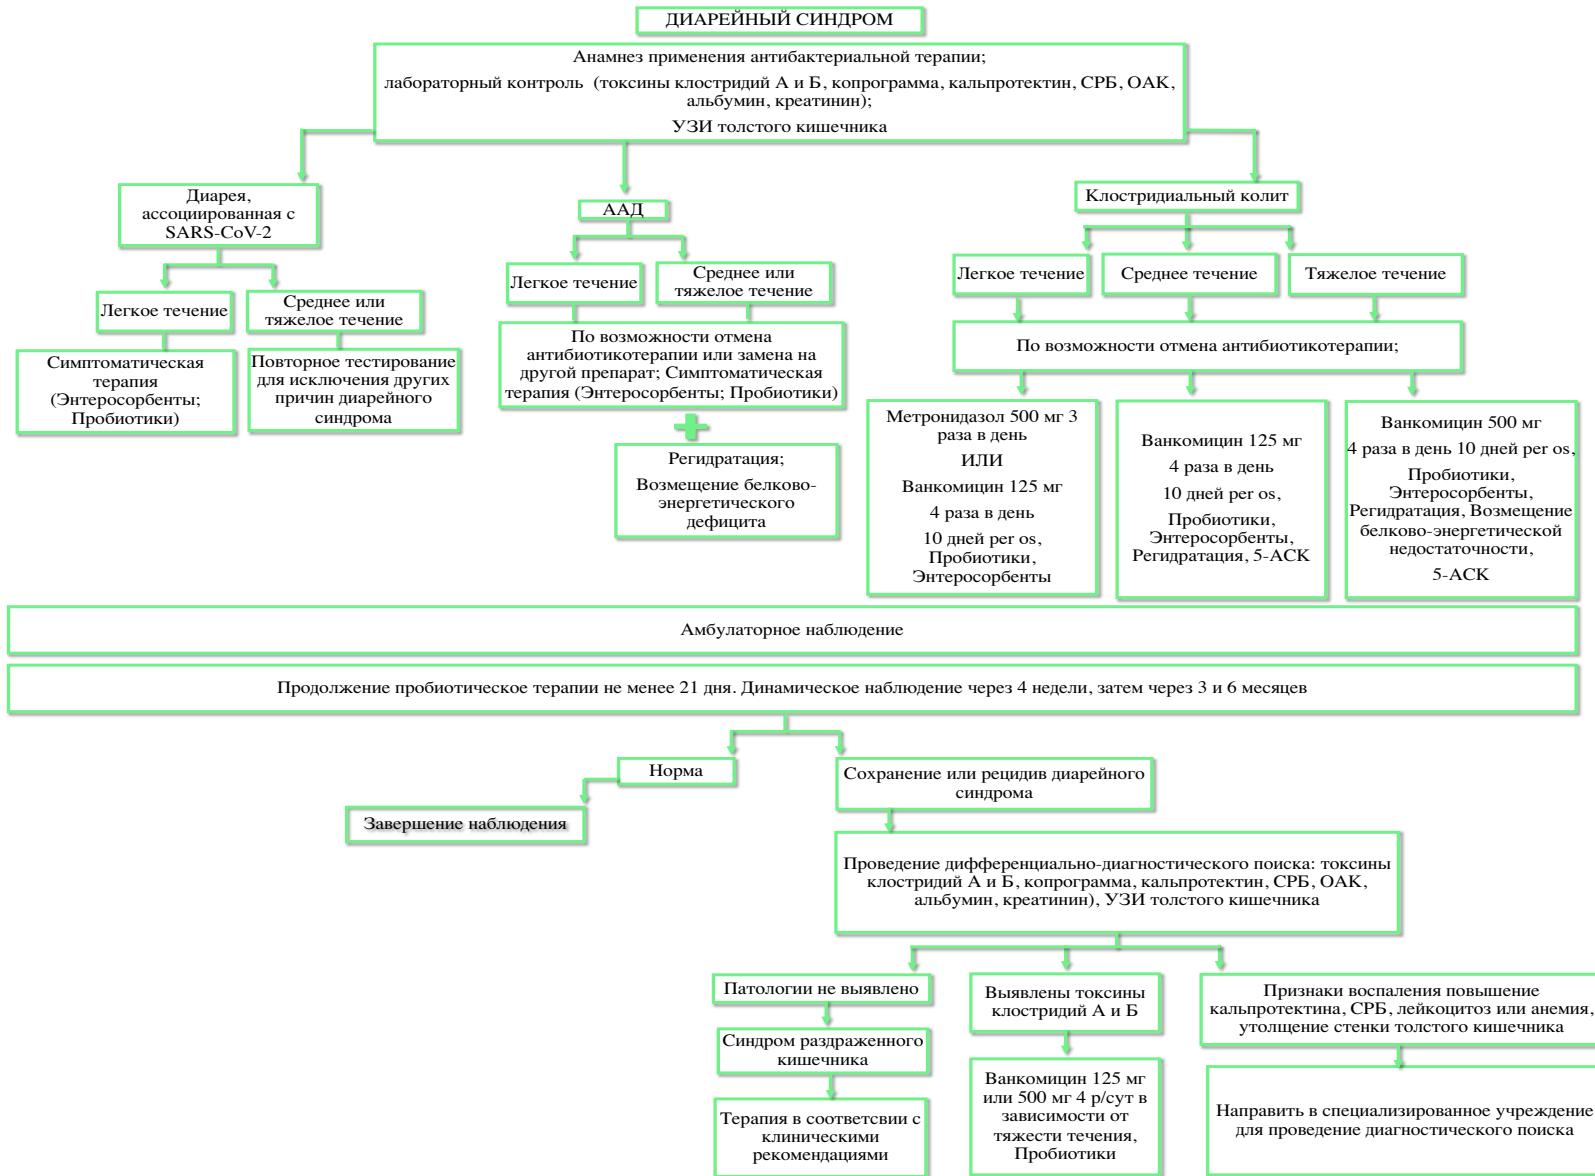 ДИАРЕЙНЫЙ СИНДРОМ
Анамнез применения антибактериальной терапии;
лабораторный контроль (токсины клостридий А и Б, копрограмма, кальпротектин, СРБ, ОАК,
альбумин, креатинин);
УЗИ толстого кишечника
Диарея,
ассоциированная с
SARS-CoV-2
Легкое течение
Среднее или
тяжелое течение
Симптоматическая
терапия
(Энтеросорбенты;
Пробиотики)
Повторное тестирование
для исключения других
причин диарейного
синдрома
ААД
Легкое течение
Среднее или
тяжелое течение
По возможности отмена
антибиотикотерапии или замена на
другой препарат; Симптоматическая
терапия (Энтеросорбенты; Пробиотики)
Регидратация;
Возмещение белково-
энергетического
дефицита
Клостридиальный колит
Легкое течение
Среднее течение
Тяжелое течение
По возможности отмена антибиотикотерапии;
Метронидазол 500 мг 3
раза в день
ИЛИ
Ванкомицин 125 мг
4 раза в день
10 дней per os,
Пробиотики,
Энтеросорбенты
Ванкомицин 125 мг
4 раза в день
10 дней per os,
Пробиотики,
Энтеросорбенты,
Регидратация, 5-АСК
Ванкомицин 500 мг
4 раза в день 10 дней per os,
Пробиотики,
Энтеросорбенты,
Регидратация, Возмещение
белково-энергетической
недостаточности,
5-АСК
Амбулаторное наблюдение
Продолжение пробиотическое терапии не менее 21 дня. Динамическое наблюдение через 4 недели, затем через 3 и 6 месяцев
Норма
Завершение наблюдения
Сохранение или рецидив диарейного
синдрома
Проведение дифференциально-диагностического поиска: токсины
клостридий А и Б, копрограмма, кальпротектин, СРБ, ОАК,
альбумин, креатинин), УЗИ толстого кишечника
Патологии не выявлено
Синдром раздраженного
кишечника
Терапия в соответсвии с
клиническими
рекомендациями
Выявлены токсины
клостридий А и Б
Ванкомицин 125 мг
или 500 мг 4 р/сут в
зависимости от
тяжести течения,
Пробиотики
Признаки воспаления повышение
кальпротектина, СРБ, лейкоцитоз или анемия,
утолщение стенки толстого кишечника
Направить в специализированное учреждение
для проведение диагностического поиска